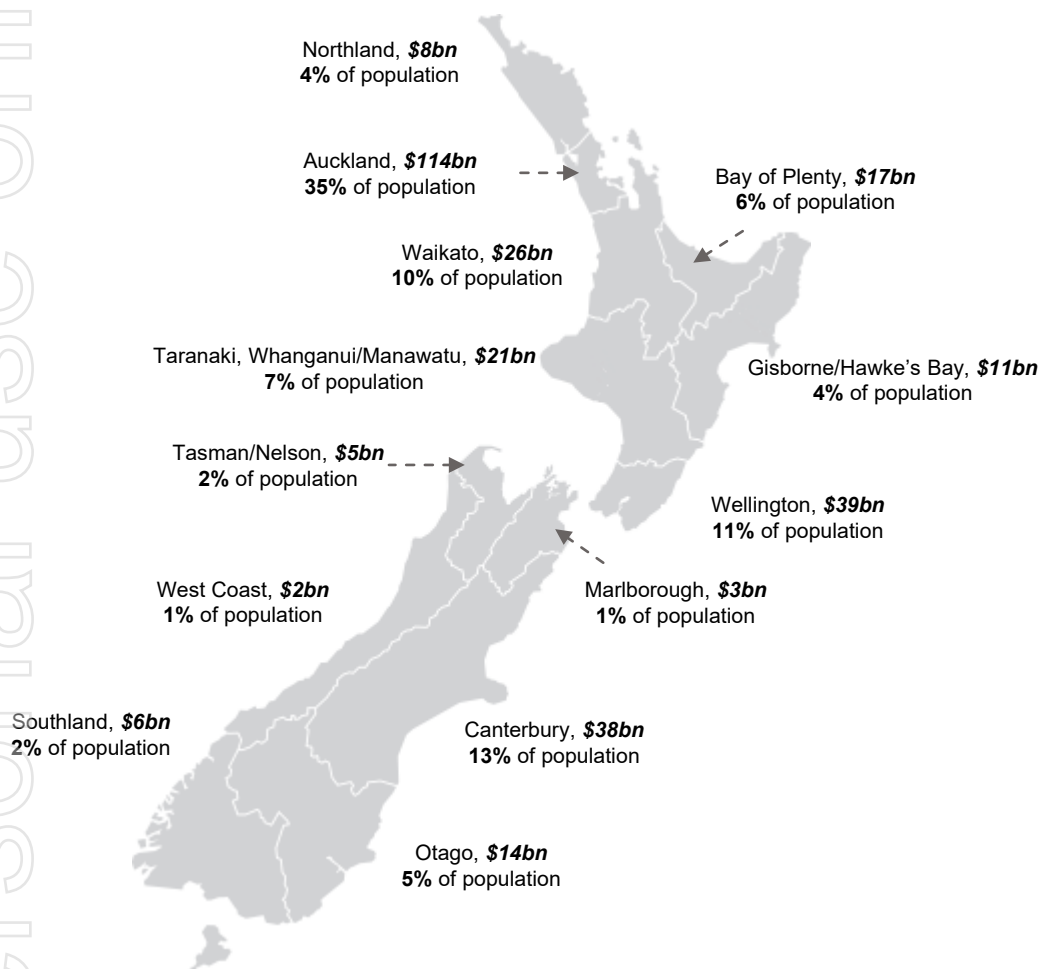 Northland, $8bn
4% of population
Auckland, $114bn
35% of population
Bay of Plenty, $17bn
6% of population
Waikato, $26bn
10% of population
Taranaki, Whanganui/Manawatu, $21bn
7% of population
Gisborne/Hawke's Bay, $11bn
4% of population
Tasman/Nelson, $5bn
2% of population
Wellington, $39bn
11% of population
West Coast, $2bn
1% of population
Marlborough, $3bn
1% of population
Southland, $6bn
2% of population
Canterbury, $38bn
13% of population
Otago, $14bn
5% of population